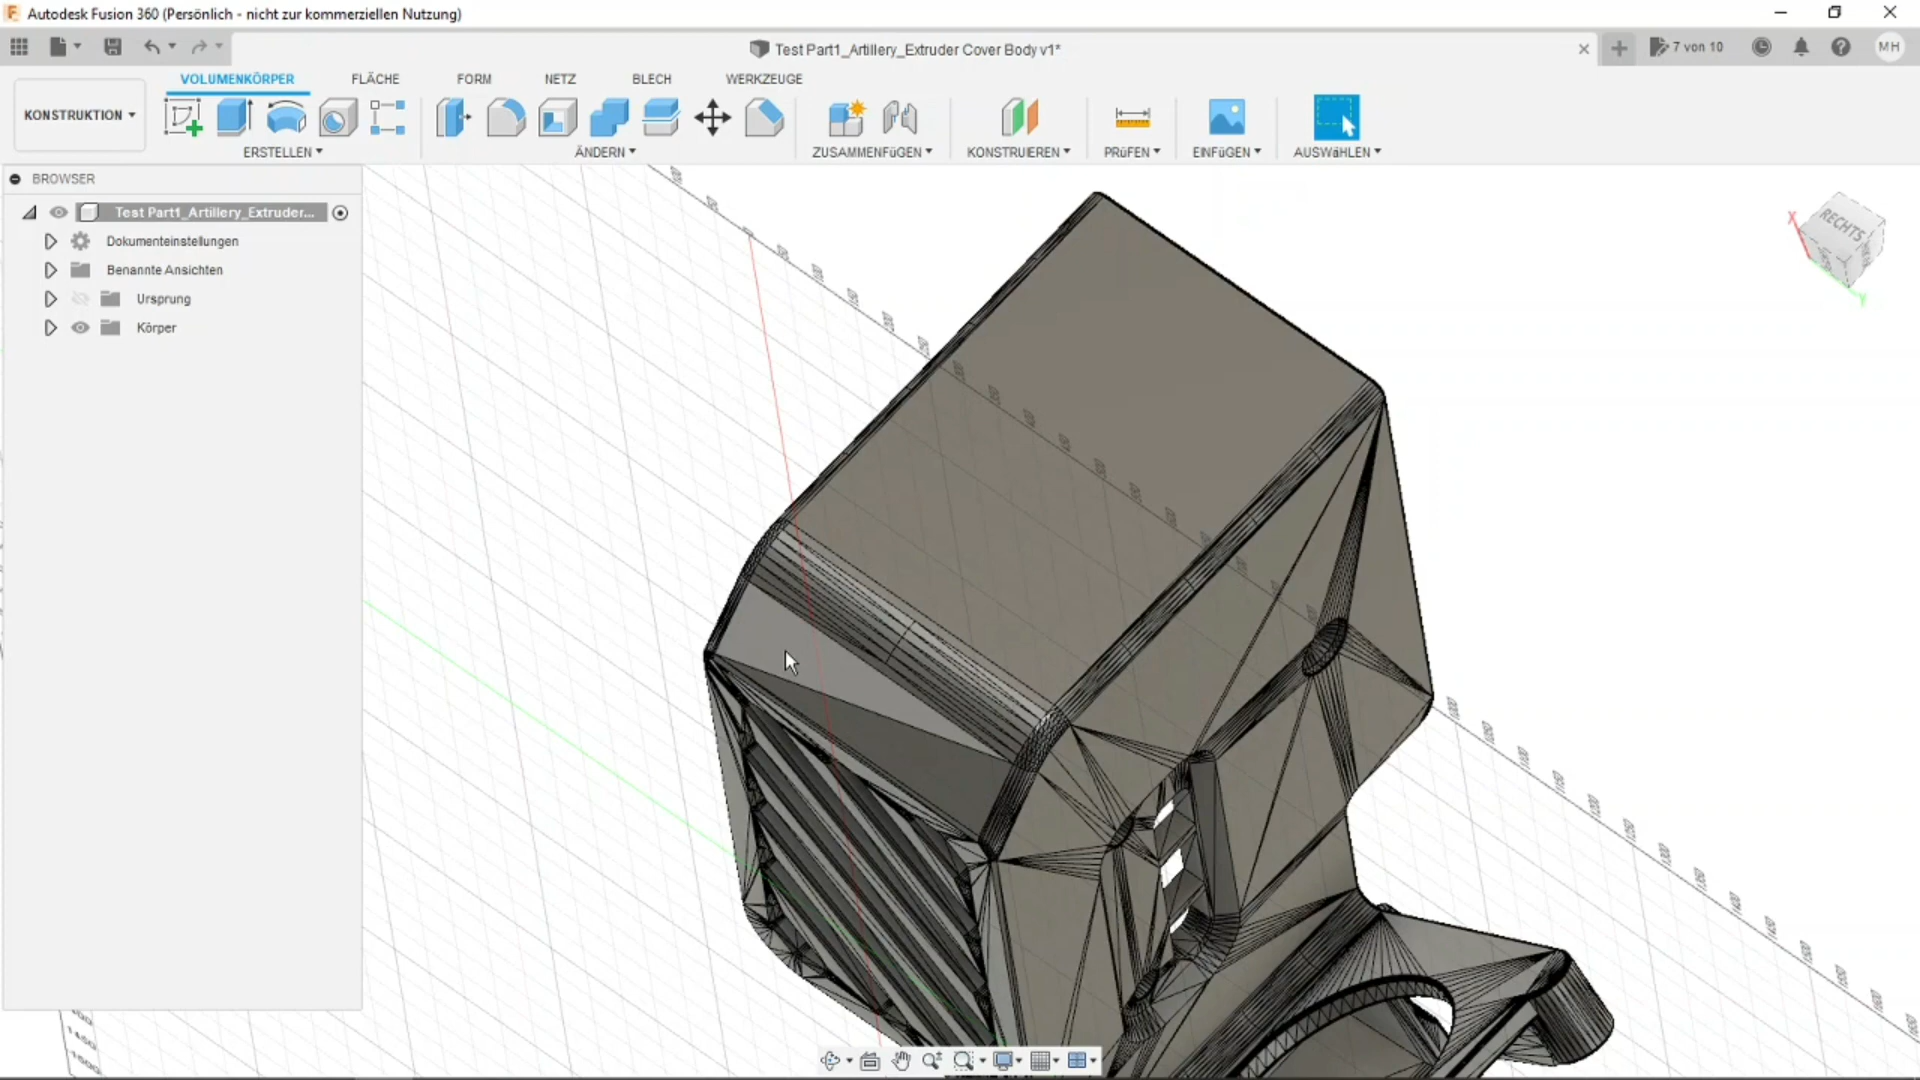 Autodesk Fusion 360 (Persönlich - nicht zur kommerziellen Nutzung)
Test Part1_Artillery_Extruder Cover Body v1*
7 von 10
MH
VOLUMENKÖRPER FLÄCHE FORM NETZ BLECH WERKZEUGE
KONSTRUKTION
ERSTELLEN ÄNDERN ZUSAMMENFÜGEN KONSTRUIEREN PRÜFEN EINFÜGEN AUSWÄHLEN
BROWSER
Test Part1_Artillery_Extruder...
Dokumenteinstellungen
Benannte Ansichten
Ursprung
Körper
RECHTS
X
Y